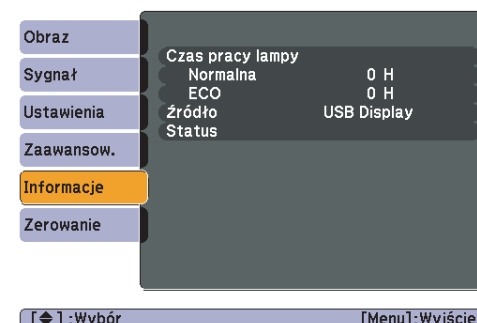 Obraz
Sygnał
Ustawienia
Zaawansow.
Informacje
Zerowanie
Czas pracy lampy
Normalna 0 H
ECO 0 H
Źródło USB Display
Status
[◆] :Wybór [Menu]:Wyjście